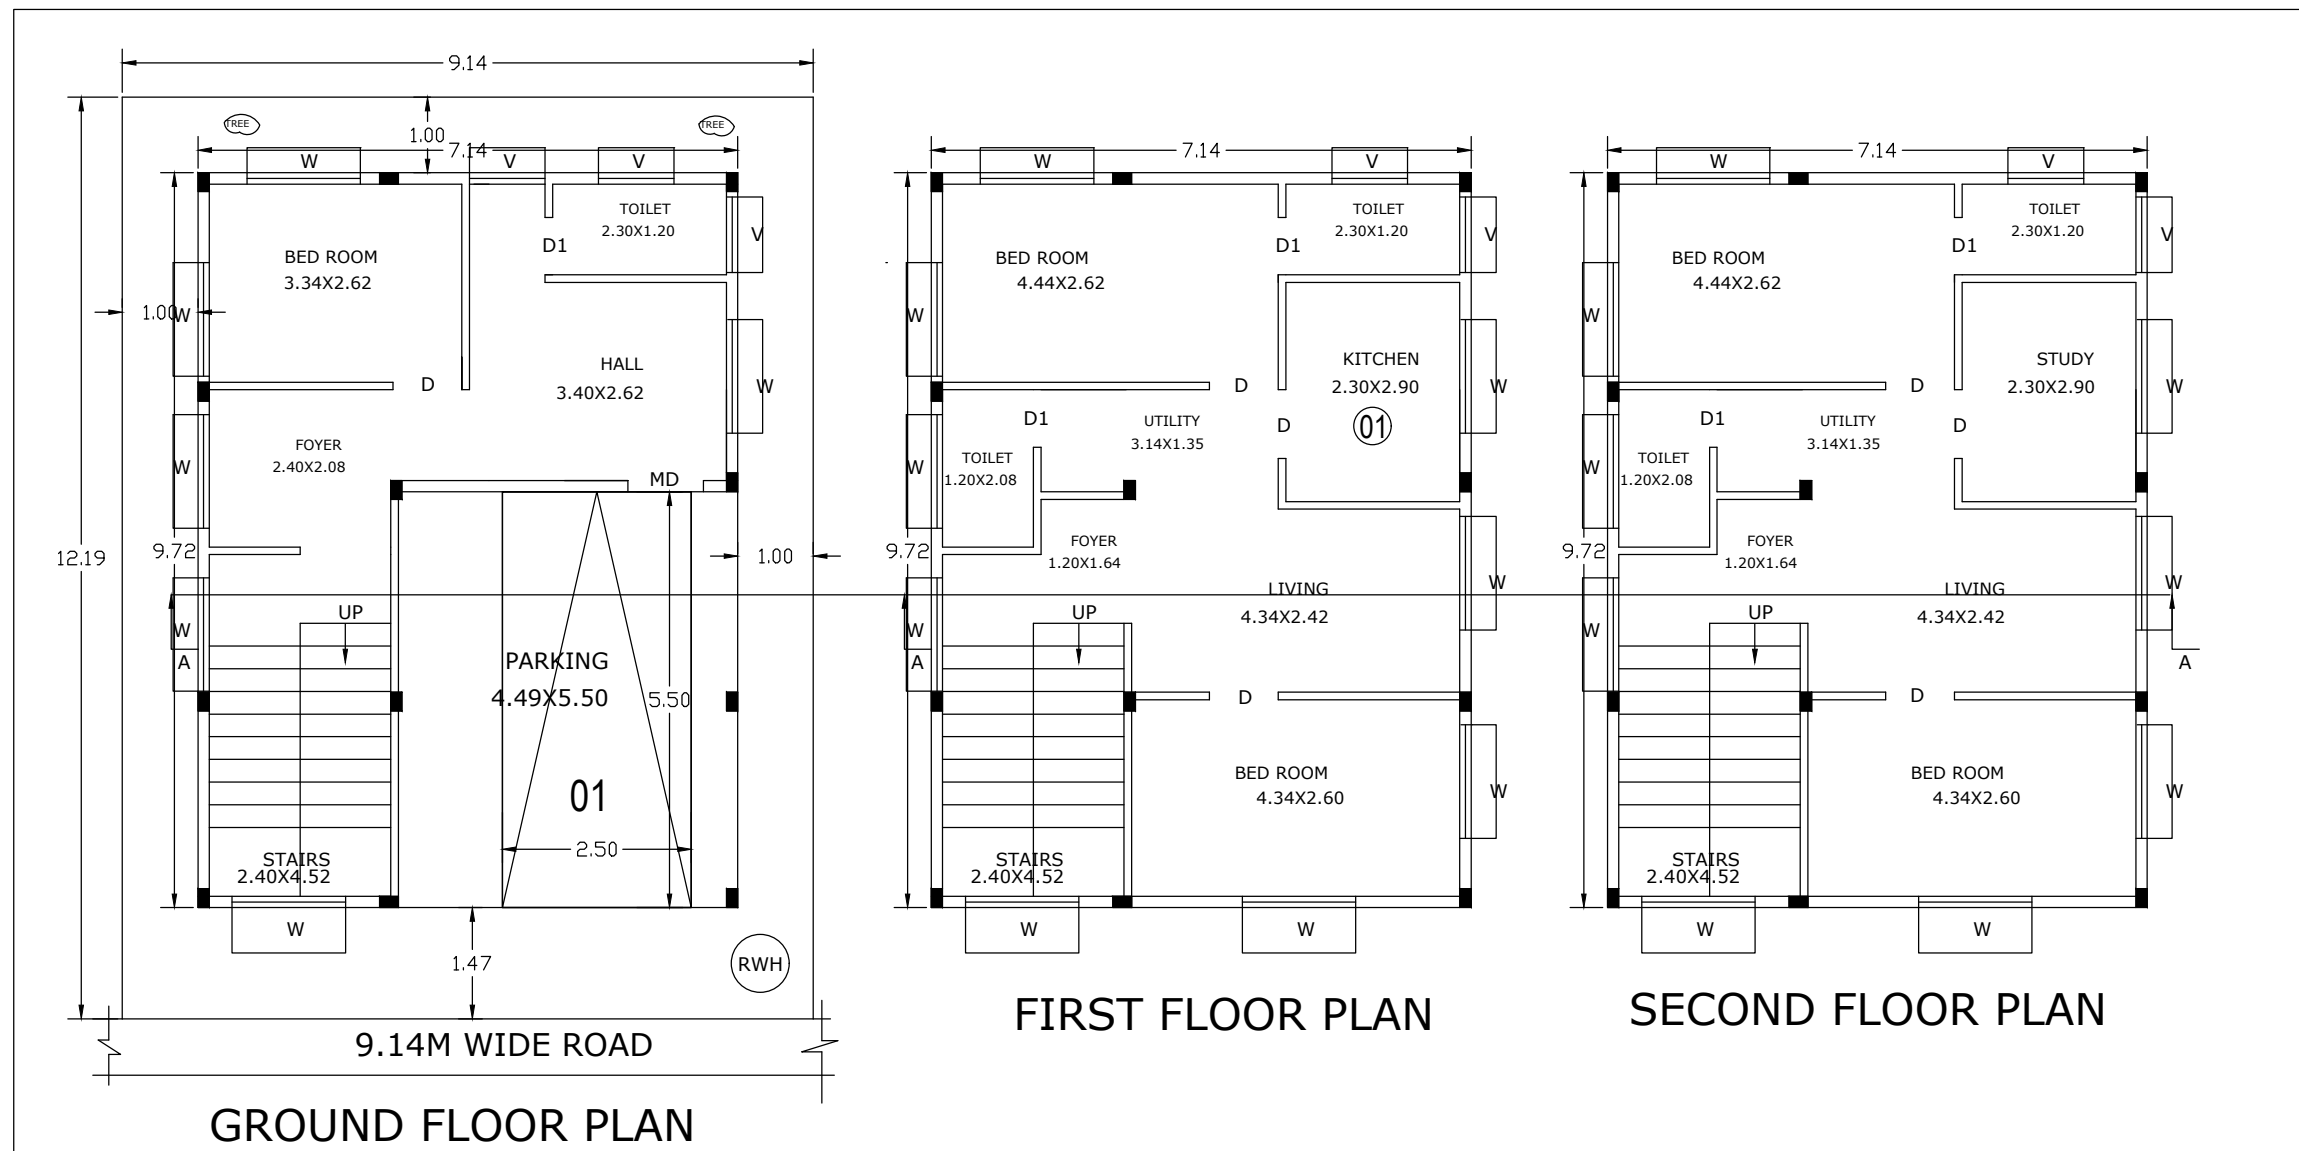 9.14
TREE
TREE
1.00
7.14
W
V
V
TOILET
2.30X1.20
V
D1
BED ROOM
3.34X2.62
1.00
W
HALL
3.40X2.62
W
D
FOYER
2.40X2.08
W
MD
12.19
9.72
1.00
UP
W
A
PARKING
4.49X5.50
5.50
01
2.50
STAIRS
2.40X4.52
W
1.47
RWH
9.14M WIDE ROAD
GROUND FLOOR PLAN
7.14
W
V
TOILET
2.30X1.20
V
D1
BED ROOM
4.44X2.62
W
KITCHEN
2.30X2.90
W
01
D
D
D1
UTILITY
3.14X1.35
TOILET
1.20X2.08
W
9.72
FOYER
1.20X1.64
LIVING
4.34X2.42
W
UP
W
A
D
BED ROOM
4.34X2.60
W
STAIRS
2.40X4.52
W
W
FIRST FLOOR PLAN
7.14
W
V
TOILET
2.30X1.20
V
D1
BED ROOM
4.44X2.62
W
STUDY
2.30X2.90
W
D
D
D1
UTILITY
3.14X1.35
TOILET
1.20X2.08
W
9.72
FOYER
1.20X1.64
LIVING
4.34X2.42
W
UP
W
A
D
BED ROOM
4.34X2.60
W
STAIRS
2.40X4.52
W
W
SECOND FLOOR PLAN